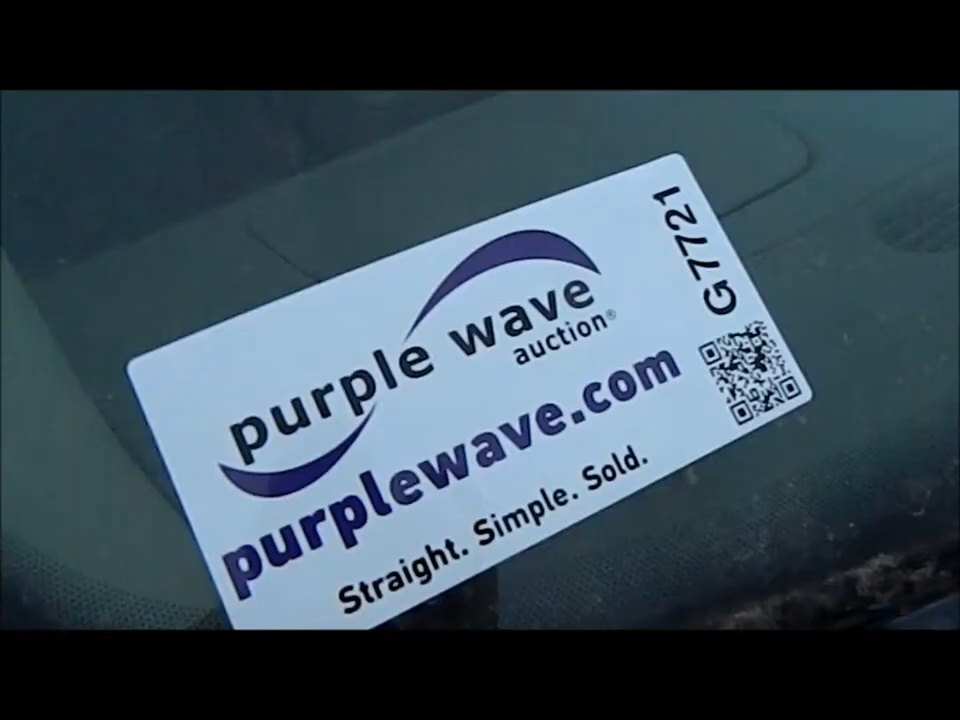 purple wave
auction®
purplewave.com
Straight. Simple. Sold.
G7721